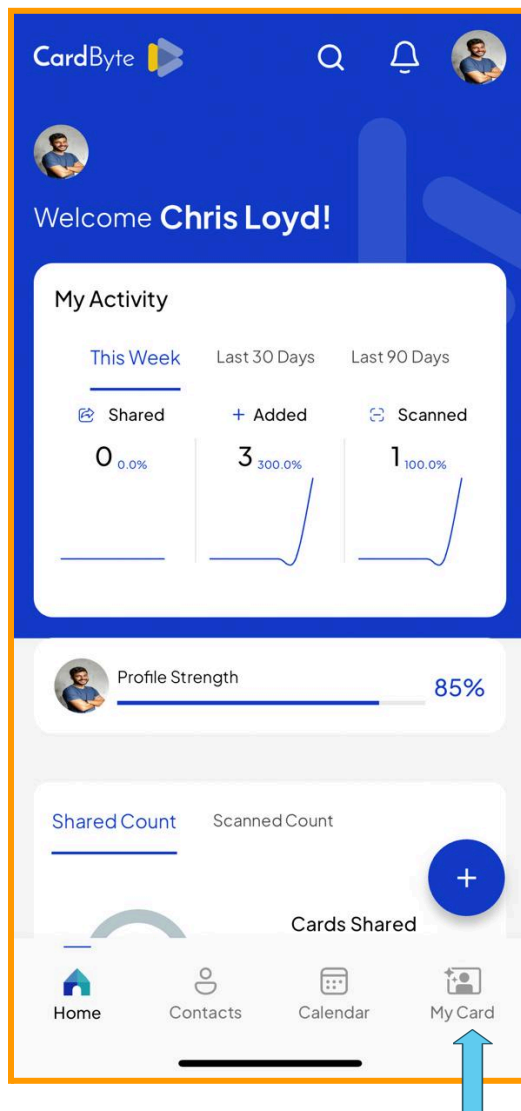 CardByte
Welcome Chris Loyd!
My Activity
This Week Last 30 Days Last 90 Days
Shared + Added Scanned
0 0.0% 3 300.0% 1 100.0%
Profile Strength
85%
Shared Count Scanned Count
+
Cards Shared
Home Contacts Calendar My Card